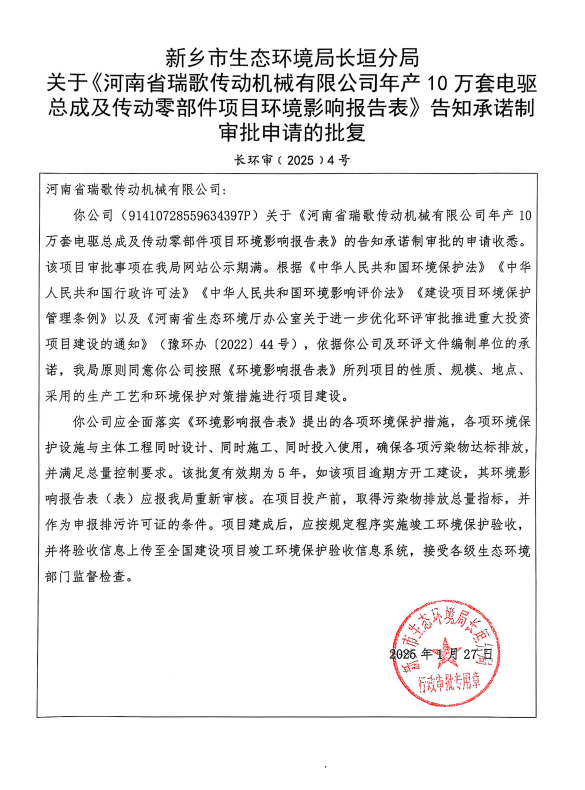 新乡市生态环境局长垣分局
关于《河南省瑞歌传动机械有限公司年产 10 万套电驱
总成及传动零部件项目环境影响报告表》告知承诺制
审批申请的批复
长环审﹝2025﹞4 号
河南省瑞歌传动机械有限公司：
你公司（91410728559634397P）关于《河南省瑞歌传动机械有限公司年产 10
万套电驱总成及传动零部件项目环境影响报告表》的告知承诺制审批的申请收悉。
该项目审批事项在我局网站公示期满。根据《中华人民共和国环境保护法》《中华
人民共和国行政许可法》《中华人民共和国环境影响评价法》《建设项目环境保护
管理条例》以及《河南省生态环境厅办公室关于进一步优化环评审批推进重大投资
项目建设的通知》（豫环办〔2022〕44 号），依据你公司及环评文件编制单位的承
诺，我局原则同意你公司按照《环境影响报告表》所列项目的性质、规模、地点、
采用的生产工艺和环境保护对策措施进行项目建设。
你公司应全面落实《环境影响报告表》提出的各项环境保护措施，各项环境保
护设施与主体工程同时设计、同时施工、同时投入使用，确保各项污染物达标排放，
并满足总量控制要求。该批复有效期为 5 年，如该项目逾期方开工建设，其环境影
响报告表（表）应报我局重新审核。在项目投产前，取得污染物排放总量指标，并
作为申报排污许可证的条件。项目建成后，应按规定程序实施竣工环境保护验收，
并将验收信息上传至全国建设项目竣工环境保护验收信息系统，接受各级生态环境
部门监督检查。
新乡市生态环境局长垣分局
2025 年 1 月 27 日
行政审批专用章